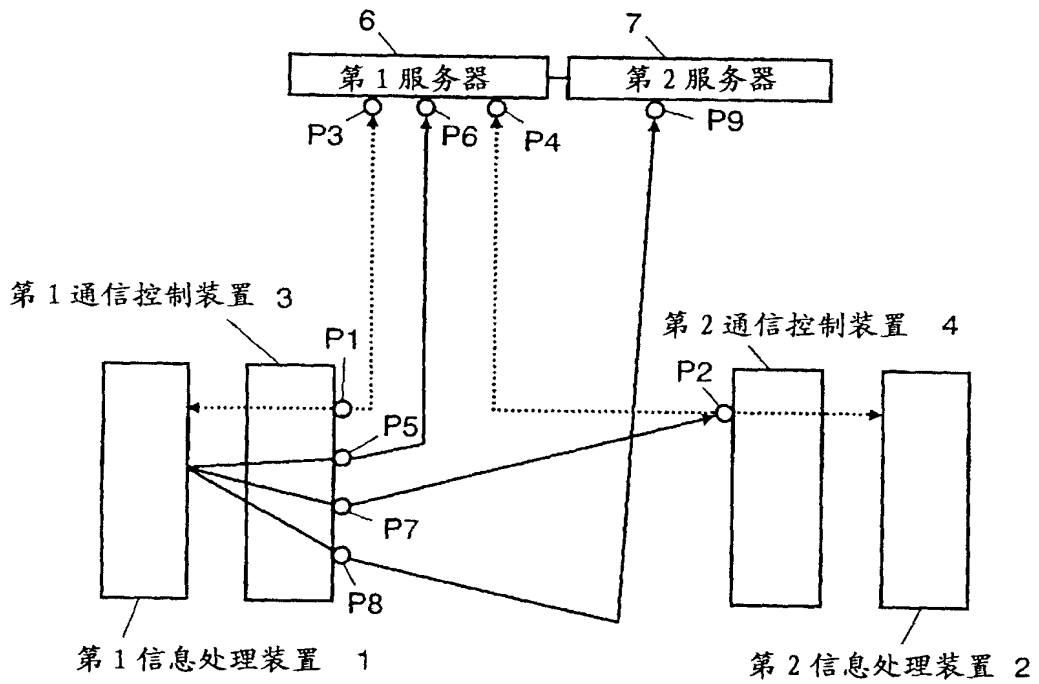 6
7
第1服务器
第2服务器
P3
P6
P4
P9
第1通信控制装置 3
第2通信控制装置 4
P1
P2
P5
P7
P8
第1信息处理装置 1
第2信息处理装置 2